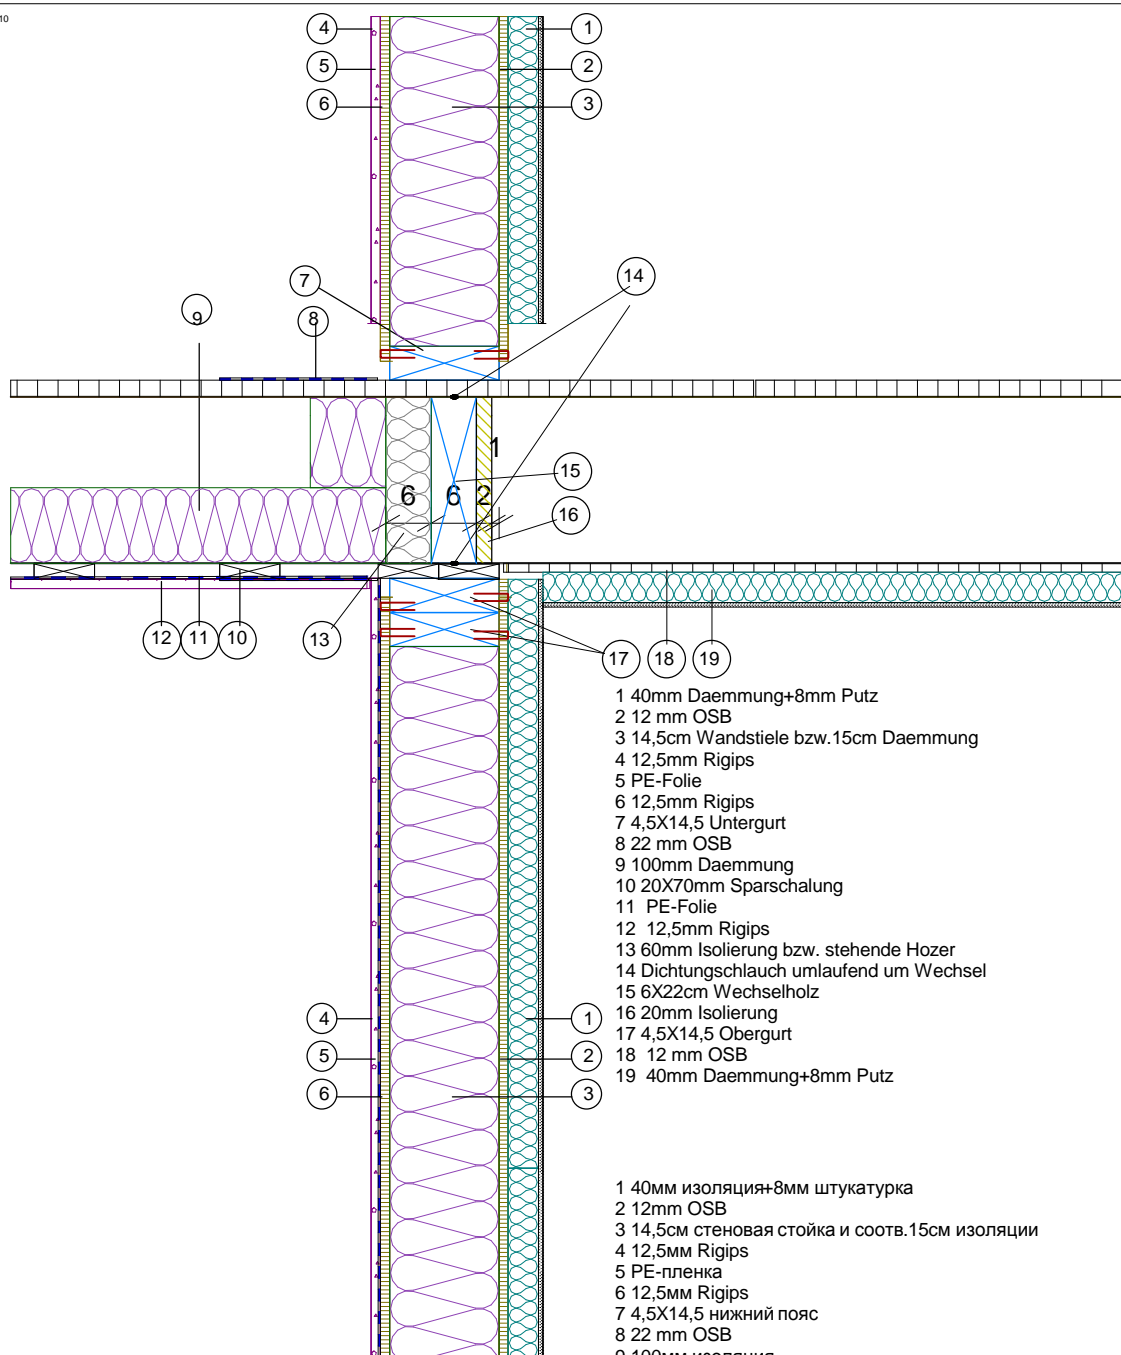 10
4
5
6
1
2
3
7
14
9
8
1
15
6
6
2
16
12
11
10
13
17
18
19
1 40mm Daemmung+8mm Putz
2 12 mm OSB
3 14,5cm Wandstiele bzw.15cm Daemmung
4 12,5mm Rigips
5 PE-Folie
6 12,5mm Rigips
7 4,5X14,5 Untergurt
8 22 mm OSB
9 100mm Daemmung
10 20X70mm Sparschalung
11 PE-Folie
12 12,5mm Rigips
13 60mm Isolierung bzw. stehende Hozer
14 Dichtungschlauch umlaufend um Wechsel
15 6X22cm Wechselholz
16 20mm Isolierung
17 4,5X14,5 Obergurt
18 12 mm OSB
19 40mm Daemmung+8mm Putz
4
5
6
1
2
3
1 40мм изоляция+8мм штукатурка
2 12mm OSB
3 14,5см стеновая стойка и соотв.15см изоляции
4 12,5мм Rigips
5 PE-пленка
6 12,5мм Rigips
7 4,5X14,5 нижний пояс
8 22 mm OSB
9 100мм изоляция